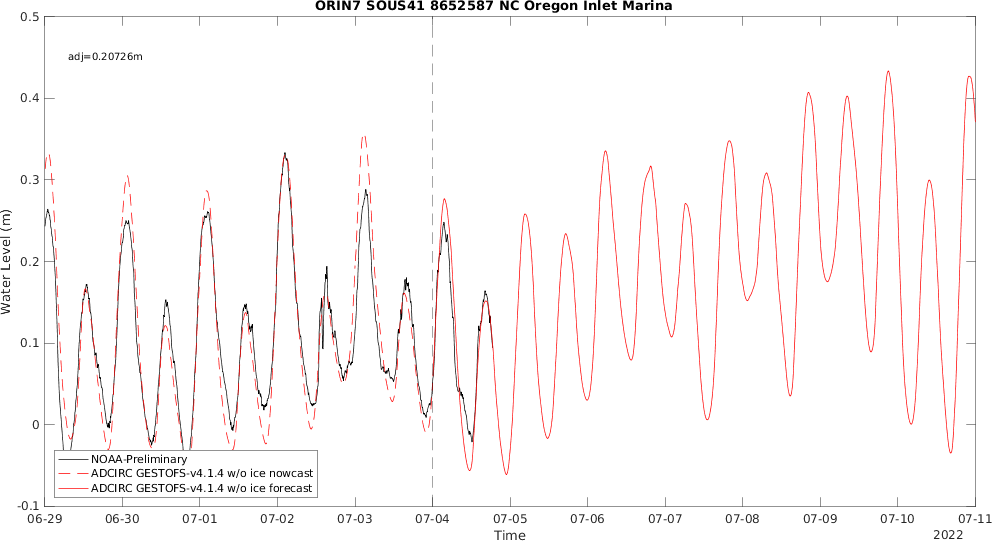 ORIN7 SOUS41 8652587 NC Oregon Inlet Marina
adj=0.20726m
0.5
0.4
0.3
0.2
0.1
0
-0.1
Water Level (m)
NOAA-Preliminary
ADCIRC GESTOFS-v4.1.4 w/o ice nowcast
ADCIRC GESTOFS-v4.1.4 w/o ice forecast
06-29 06-30 07-01 07-02 07-03 07-04 07-05 07-06 07-07 07-08 07-09 07-10 07-11
Time
2022